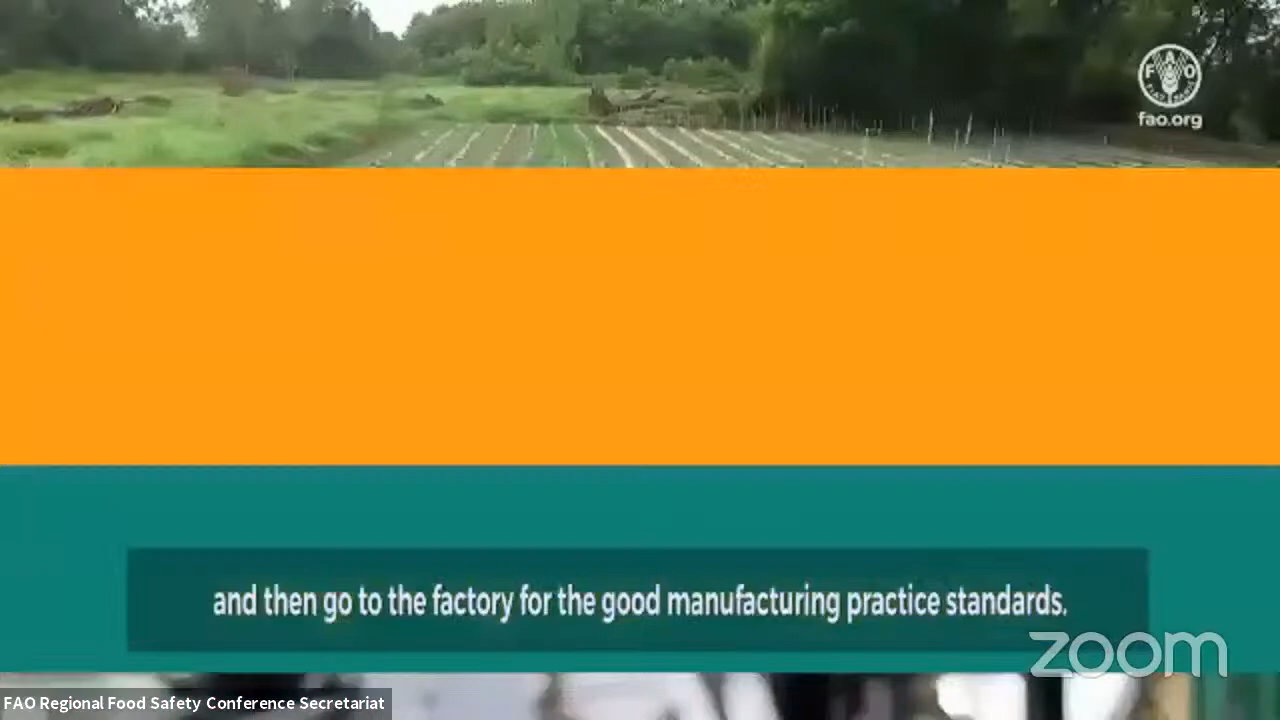 FAO
fao.org
and then go to the factory for the good manufacturing practice standards.
zoom
FAO Regional Food Safety Conference Secretariat